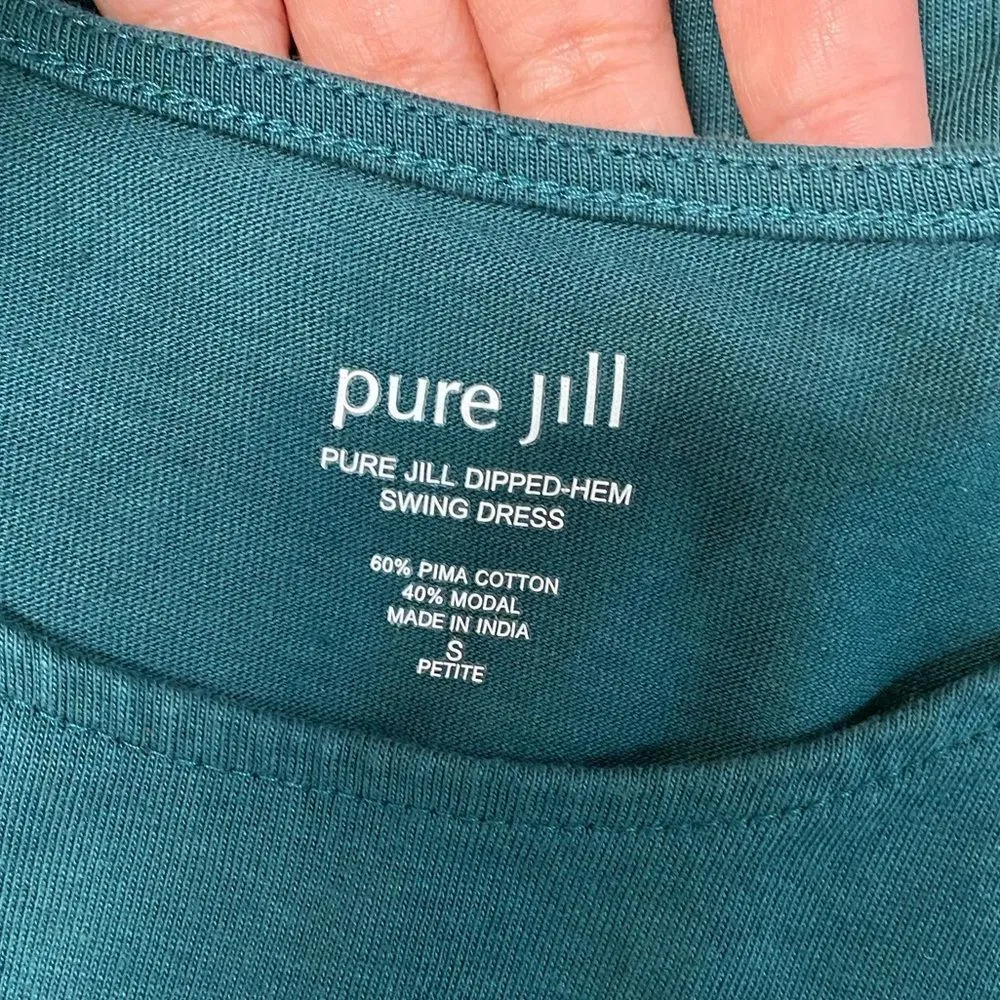 pure Jill
PURE JILL DIPPED-HEM
SWING DRESS
60% PIMA COTTON
40% MODAL
MADE IN INDIA
S
PETITE